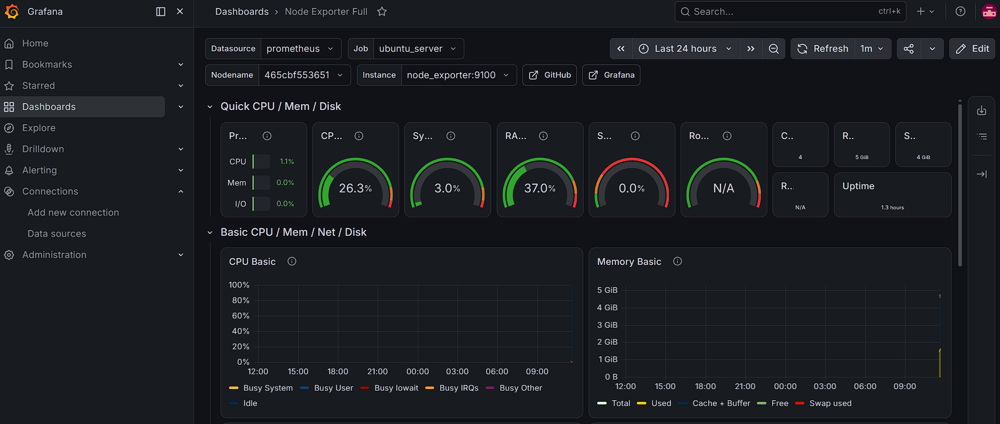 Grafana
Dashboards › Node Exporter Full
Search...
ctrl+k
Home
Bookmarks
Starred
Dashboards
Explore
Drilldown
Alerting
Connections
Add new connection
Data sources
Administration
Datasource prometheus
Job ubuntu_server
Last 24 hours
Refresh 1m
Edit
Nodename 465cbf553651
Instance node_exporter:9100
GitHub
Grafana
Quick CPU / Mem / Disk
Pr...
CPU 1.1%
Mem 0.0%
I/O 0.0%
CP...
26.3%
Sy...
3.0%
RA...
37.0%
S...
0.0%
Ro...
N/A
C..
4
R...
5 GiB
S...
4 GiB
R...
N/A
Uptime
1.3 hours
Basic CPU / Mem / Net / Disk
CPU Basic
100%
80%
60%
40%
20%
0%
12:00 15:00 18:00 21:00 00:00 03:00 06:00 09:00
Busy System Busy User Busy Iowait Busy IRQs Busy Other
Idle
Memory Basic
5 GiB
4 GiB
3 GiB
2 GiB
1 GiB
0 B
12:00 15:00 18:00 21:00 00:00 03:00 06:00 09:00
Total Used Cache + Buffer Free Swap used